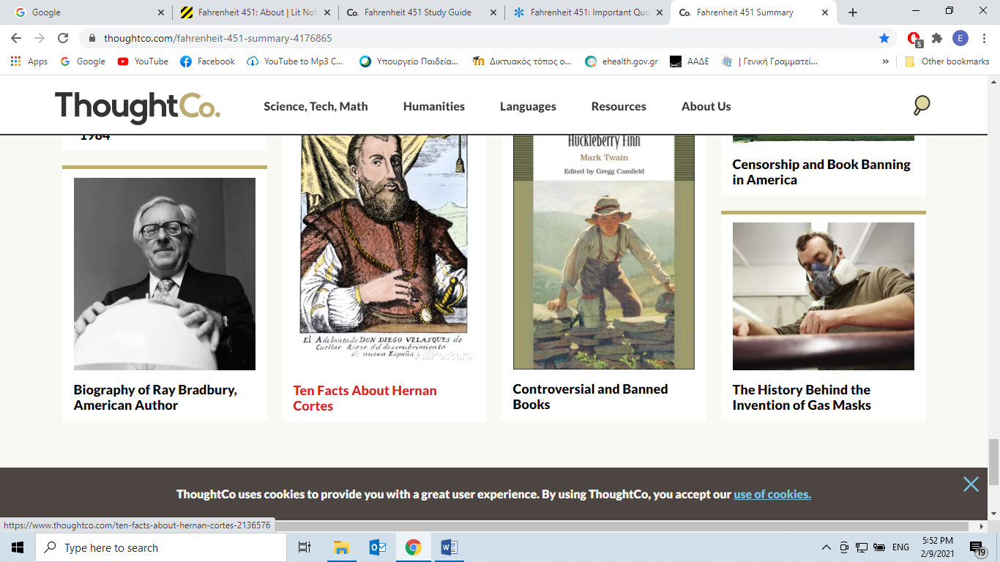 Google
Fahrenheit 451: About | Lit Not
Fahrenheit 451 Study Guide
Fahrenheit 451: Important Quo
Co. Fahrenheit 451 Summary
thoughtco.com/fahrenheit-451-summary-4176865
5
E
Apps
Google
YouTube
Facebook
YouTube to Mp3 C...
Υπουργείο Παιδεία...
Δικτυακός τόπος ο...
ehealth.gov.gr
ΑΑΔΕ
| Γενική Γραμματεί...
»
Other bookmarks
ThoughtCo.
Science, Tech, Math
Humanities
Languages
Resources
About Us
1984
Biography of Ray Bradbury,
American Author
El Adelantado DON DIEGO VELASQUES de
Cuellar Autor del descubrimiento
de nueva España
AllPosters
Ten Facts About Hernan
Cortes
Huckleberry Finn
Mark Twain
Edited by Gregg Camfield
Controversial and Banned
Books
Censorship and Book Banning
in America
The History Behind the
Invention of Gas Masks
ThoughtCo uses cookies to provide you with a great user experience. By using ThoughtCo, you accept our use of cookies.
https://www.thoughtco.com/ten-facts-about-hernan-cortes-2136576
Type here to search
ENG
5:52 PM
2/9/2021
19